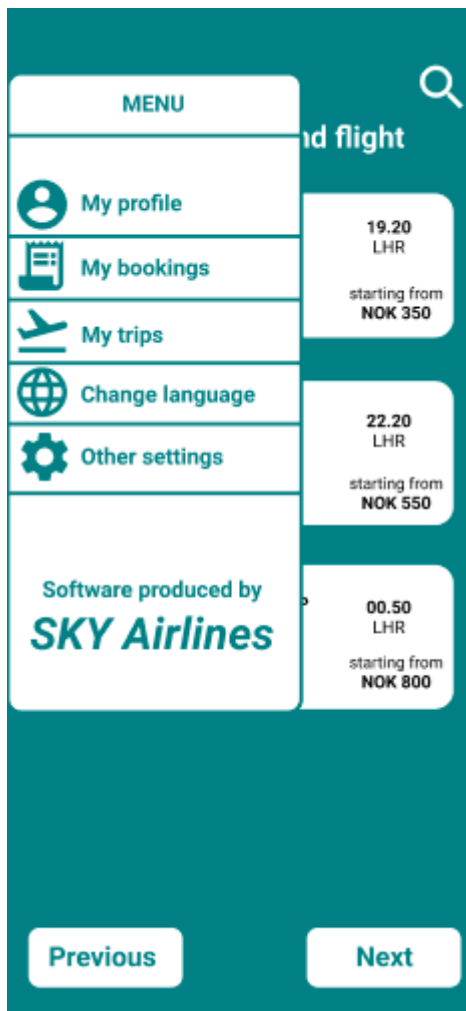 MENU
nd flight
My profile
19.20
LHR
My bookings
starting from
NOK 350
My trips
Change language
22.20
LHR
Other settings
starting from
NOK 550
Software produced by
SKY Airlines
00.50
LHR
starting from
NOK 800
Previous
Next